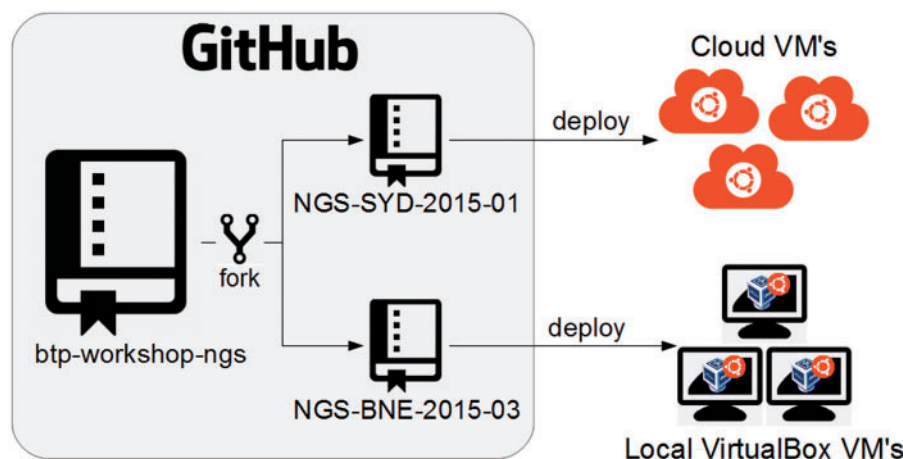 GitHub
Cloud VM's
deploy
NGS-SYD-2015-01
fork
btp-workshop-ngs
deploy
NGS-BNE-2015-03
Local VirtualBox VM's